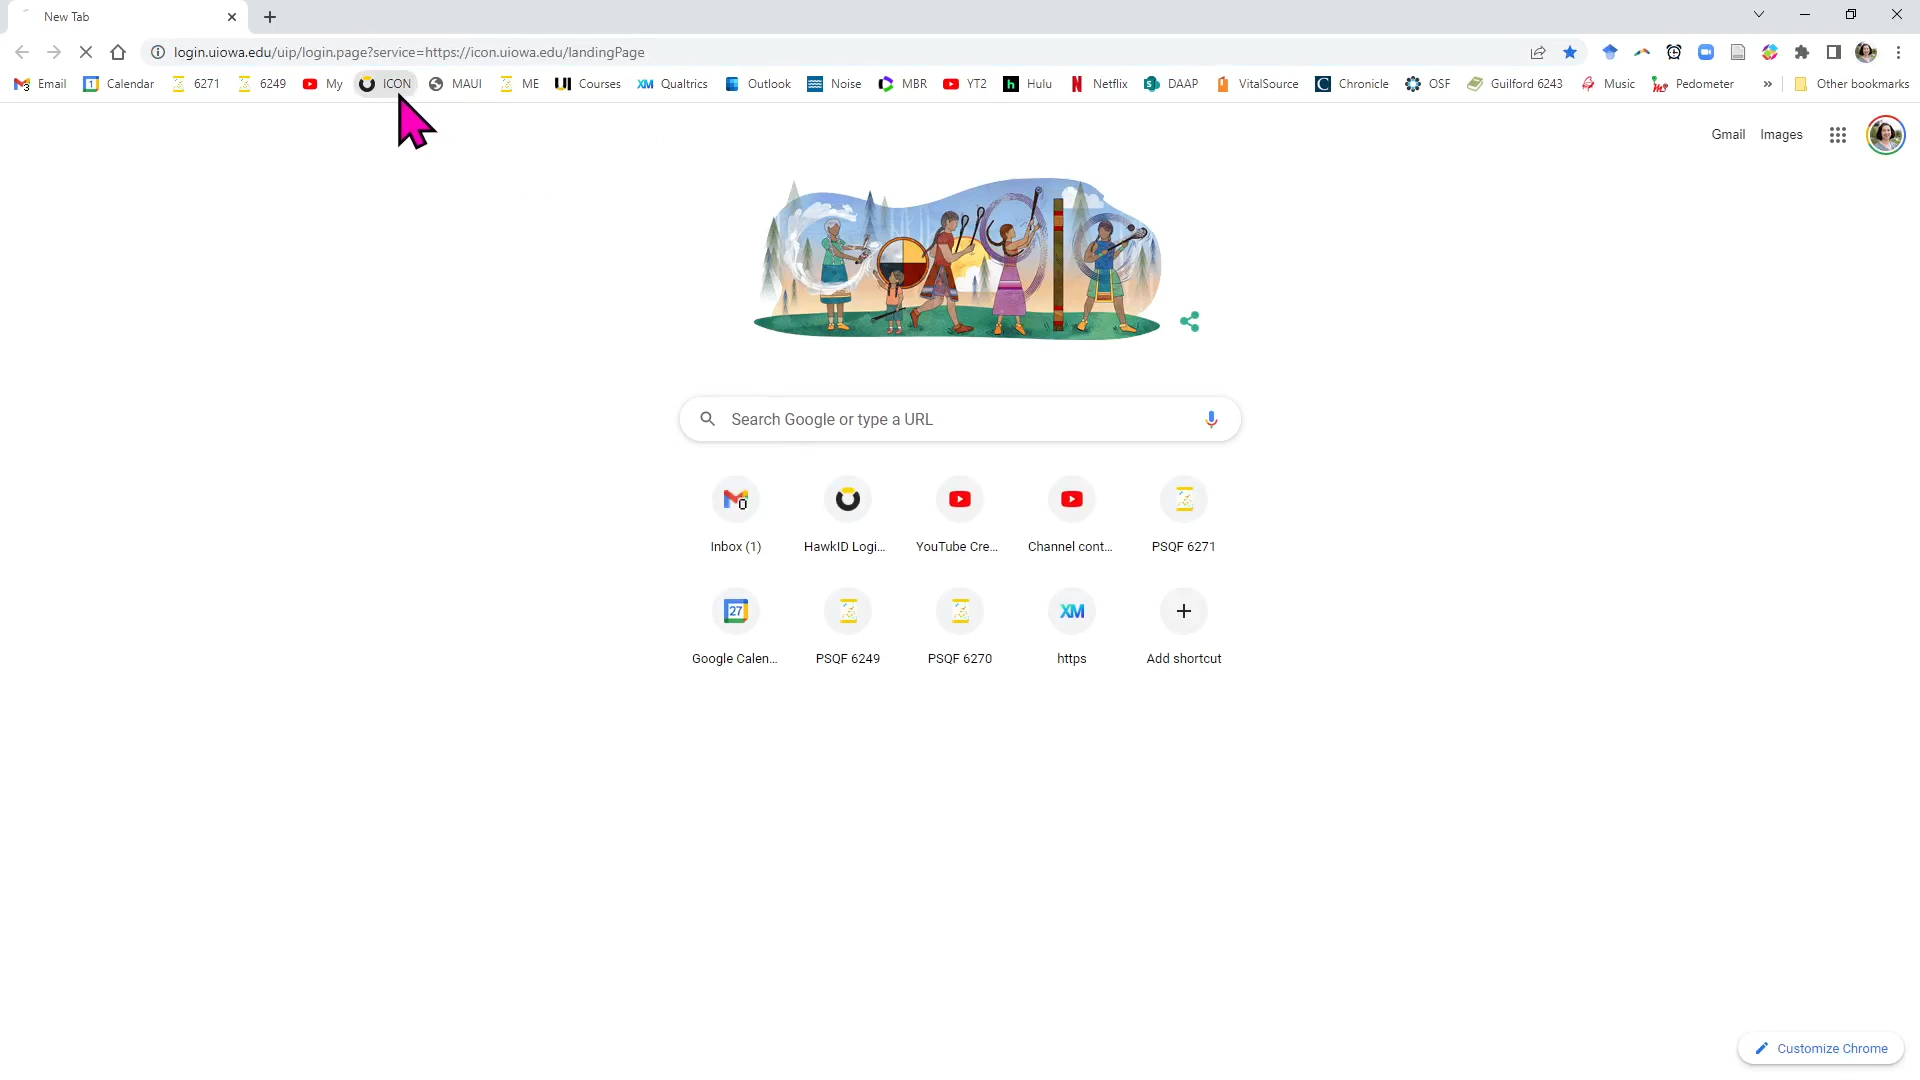 New Tab
login.uiowa.edu/uip/login.page?service=https://icon.uiowa.edu/landingPage
Email Calendar 6271 6249 My ICON MAUI ME Courses Qualtrics Outlook Noise MBR YT2 Hulu Netflix DAAP VitalSource Chronicle OSF Guilford 6243 Music Pedometer » Other bookmarks
Gmail Images
Search Google or type a URL
Inbox (1) HawkID Logi... YouTube Cre... Channel cont... PSQF 6271
Google Calen... PSQF 6249 PSQF 6270 https Add shortcut
Customize Chrome